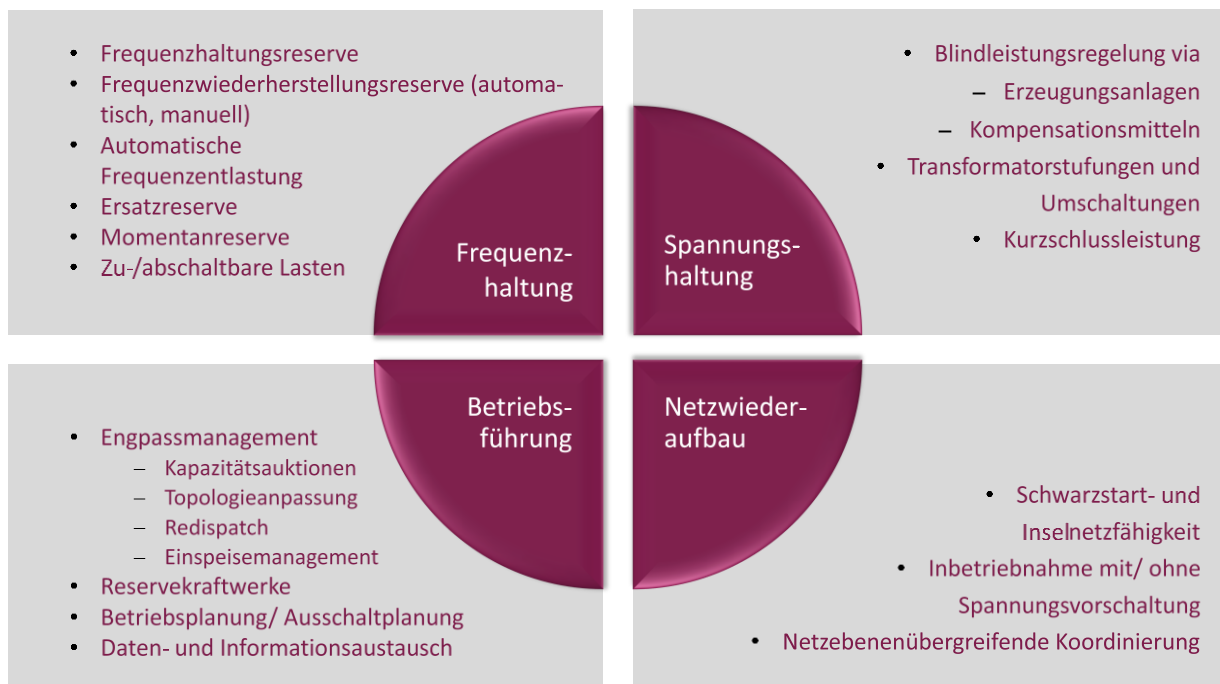 • Frequenzhaltungsreserve
• Frequenzwiederherstellungsreserve (automa-
tisch, manuell)
• Automatische
Frequenzentlastung
• Ersatzreserve
• Momentanreserve
• Zu-/abschaltbare Lasten
Frequenz-
haltung
• Blindleistungsregelung via
– Erzeugungsanlagen
– Kompensationsmitteln
• Transformatorstufungen und
Umschaltungen
• Kurzschlussleistung
Spannungs-
haltung
• Engpassmanagement
– Kapazitätsauktionen
– Topologieanpassung
– Redispatch
– Einspeisemanagement
• Reservekraftwerke
• Betriebsplanung/ Ausschaltplanung
• Daten- und Informationsaustausch
Betriebs-
führung
Netzwieder-
aufbau
• Schwarzstart- und
Inselnetzfähigkeit
• Inbetriebnahme mit/ ohne
Spannungsvorschaltung
• Netzebenenübergreifende Koordinierung